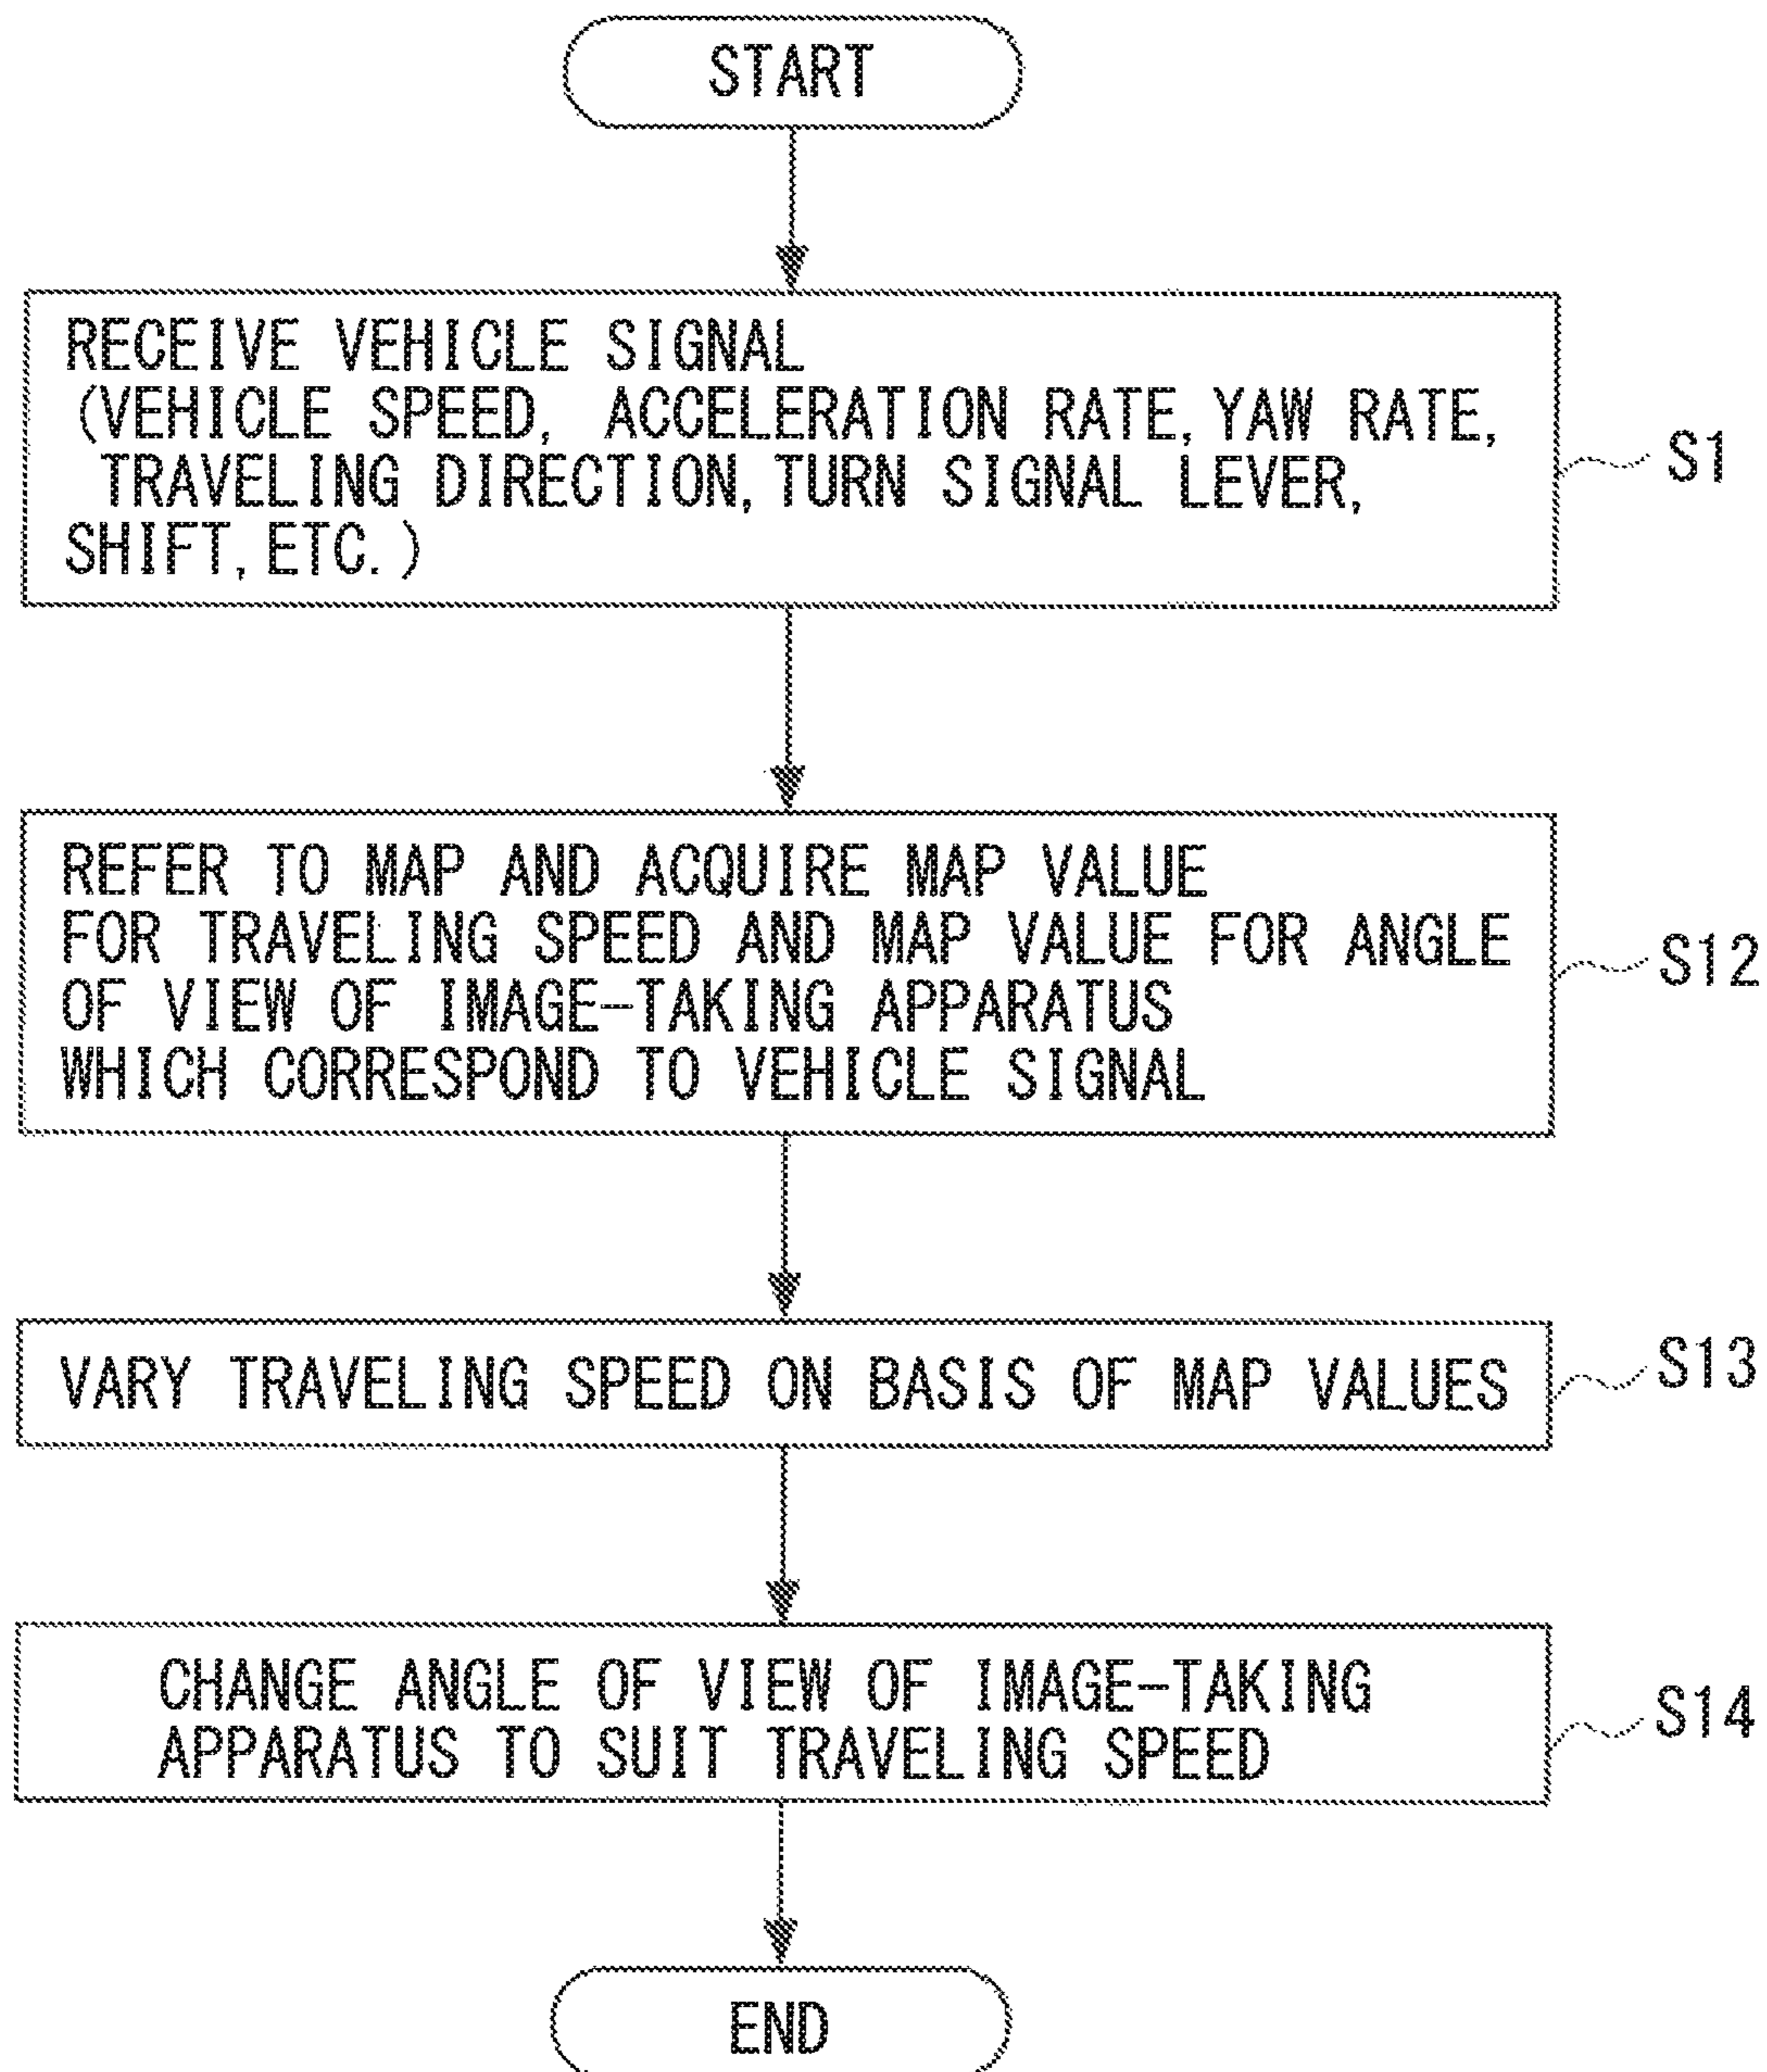 START
RECEIVE VEHICLE SIGNAL
(VEHICLE SPEED, ACCELERATION RATE, YAW RATE,
TRAVELING DIRECTION, TURN SIGNAL LEVER,
SHIFT, ETC.)
S1
REFER TO MAP AND ACQUIRE MAP VALUE
FOR TRAVELING SPEED AND MAP VALUE FOR ANGLE
OF VIEW OF IMAGE-TAKING APPARATUS
WHICH CORRESPOND TO VEHICLE SIGNAL
S12
VARY TRAVELING SPEED ON BASIS OF MAP VALUES
S13
CHANGE ANGLE OF VIEW OF IMAGE-TAKING
APPARATUS TO SUIT TRAVELING SPEED
S14
END